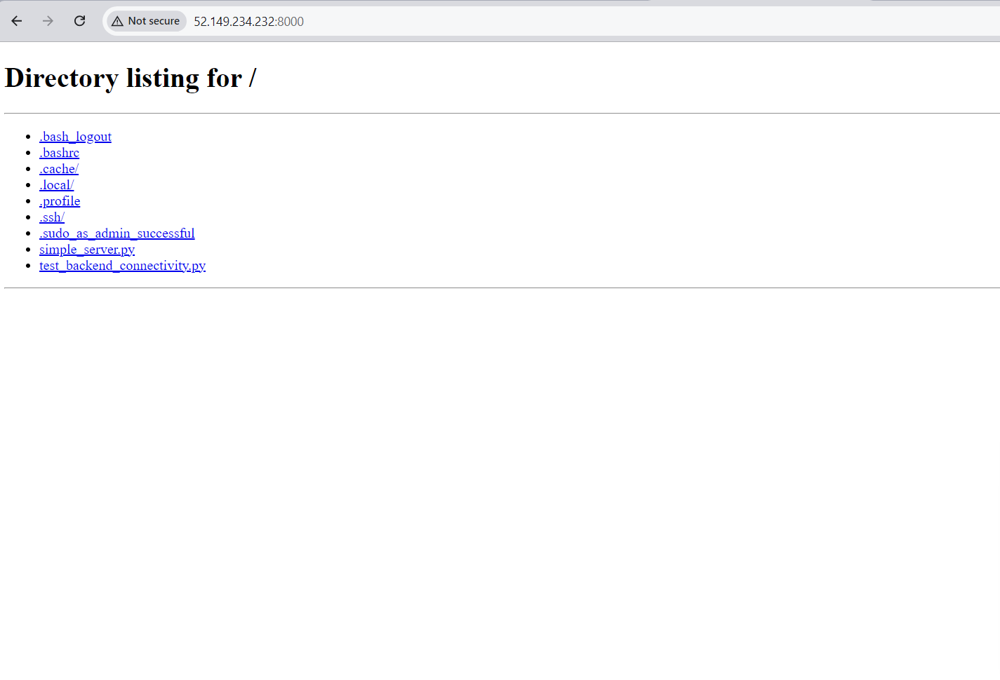 Not secure 52.149.234.232:8000
Directory listing for /
.bash_logout
.bashrc
.cache/
.local/
.profile
.ssh/
.sudo_as_admin_successful
simple_server.py
test_backend_connectivity.py